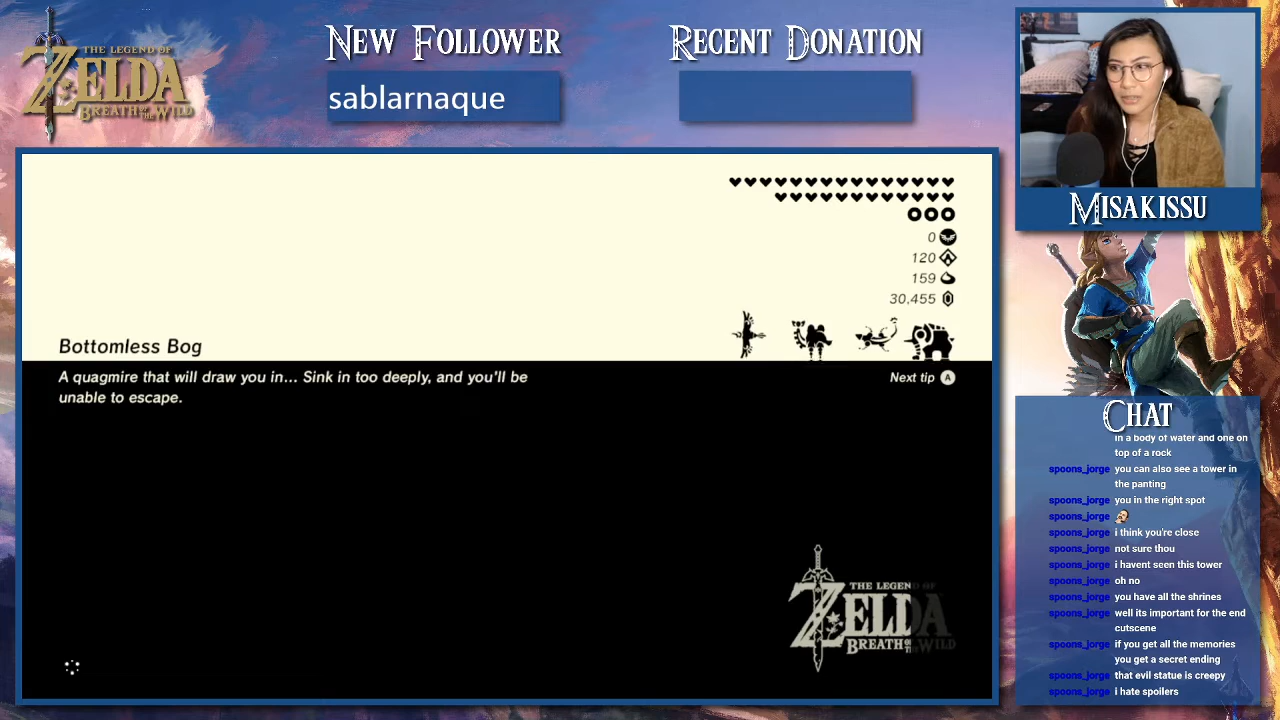 THE LEGEND OF
ZELDA
BREATH OF THE WILD
NEW FOLLOWER
sablarnaque
RECENT DONATION
MISAKISSU
0
120
159
30,455
Bottomless Bog
A quagmire that will draw you in... Sink in too deeply, and you'll be
unable to escape.
Next tip A
THE LEGEND OF
ZELDA
BREATH OF THE WILD
CHAT
in a body of water and one on
top of a rock
spoons_jorge you can also see a tower in
the panting
spoons_jorge you in the right spot
spoons_jorge
spoons_jorge i think you're close
spoons_jorge not sure thou
spoons_jorge i havent seen this tower
spoons_jorge oh no
spoons_jorge you have all the shrines
spoons_jorge well its important for the end
cutscene
spoons_jorge if you get all the memories
you get a secret ending
spoons_jorge that evil statue is creepy
spoons_jorge i hate spoilers